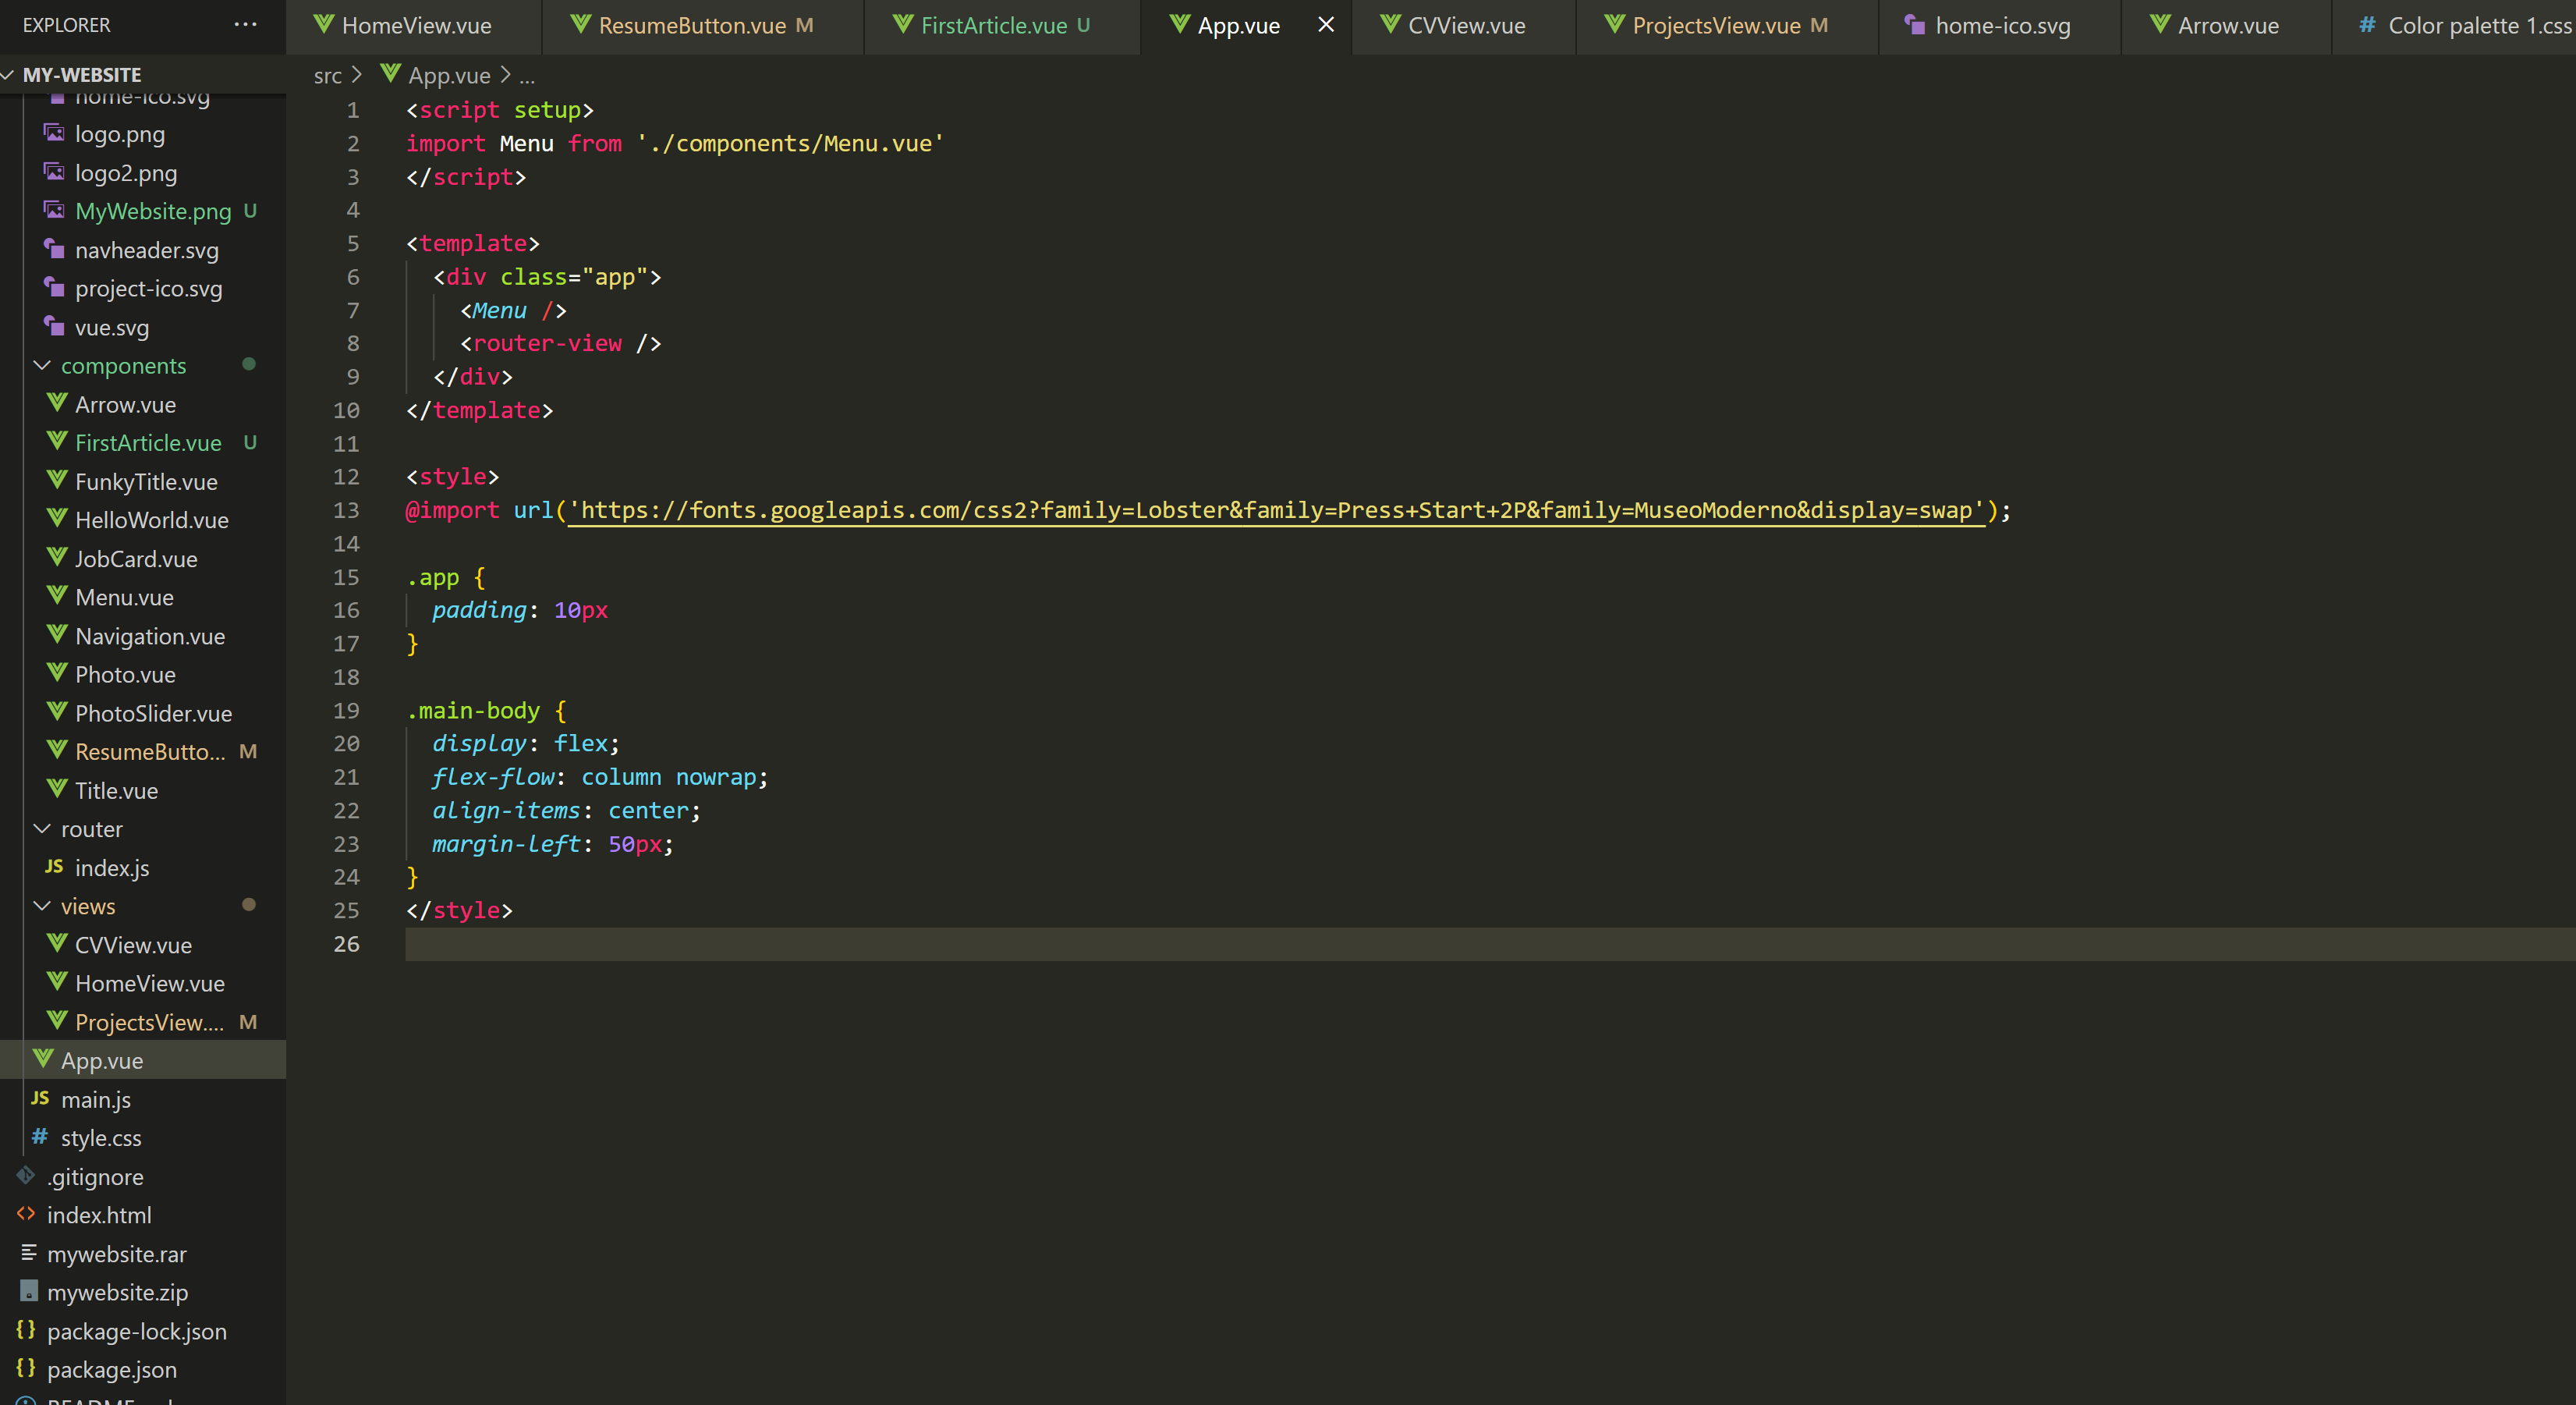 EXPLORER ...
HomeView.vue
ResumeButton.vue M
FirstArticle.vue U
App.vue
CVView.vue
ProjectsView.vue M
home-ico.svg
Arrow.vue
# Color palette 1.css
MY-WEBSITE
home-ico.svg
logo.png
logo2.png
MyWebsite.png U
navheader.svg
project-ico.svg
vue.svg
components
Arrow.vue
FirstArticle.vue U
FunkyTitle.vue
HelloWorld.vue
JobCard.vue
Menu.vue
Navigation.vue
Photo.vue
PhotoSlider.vue
ResumeButto... M
Title.vue
router
JS index.js
views
CVView.vue
HomeView.vue
ProjectsView.... M
App.vue
JS main.js
# style.css
.gitignore
<> index.html
mywebsite.rar
mywebsite.zip
{} package-lock.json
{} package.json
src > App.vue > ...
1 <script setup>
2 import Menu from './components/Menu.vue'
3 </script>
4
5 <template>
6 <div class="app">
7 <Menu />
8 <router-view />
9 </div>
10 </template>
11
12 <style>
13 @import url('https://fonts.googleapis.com/css2?family=Lobster&family=Press+Start+2P&family=MuseoModerno&display=swap');
14
15 .app {
16 padding: 10px
17 }
18
19 .main-body {
20 display: flex;
21 flex-flow: column nowrap;
22 align-items: center;
23 margin-left: 50px;
24 }
25 </style>
26